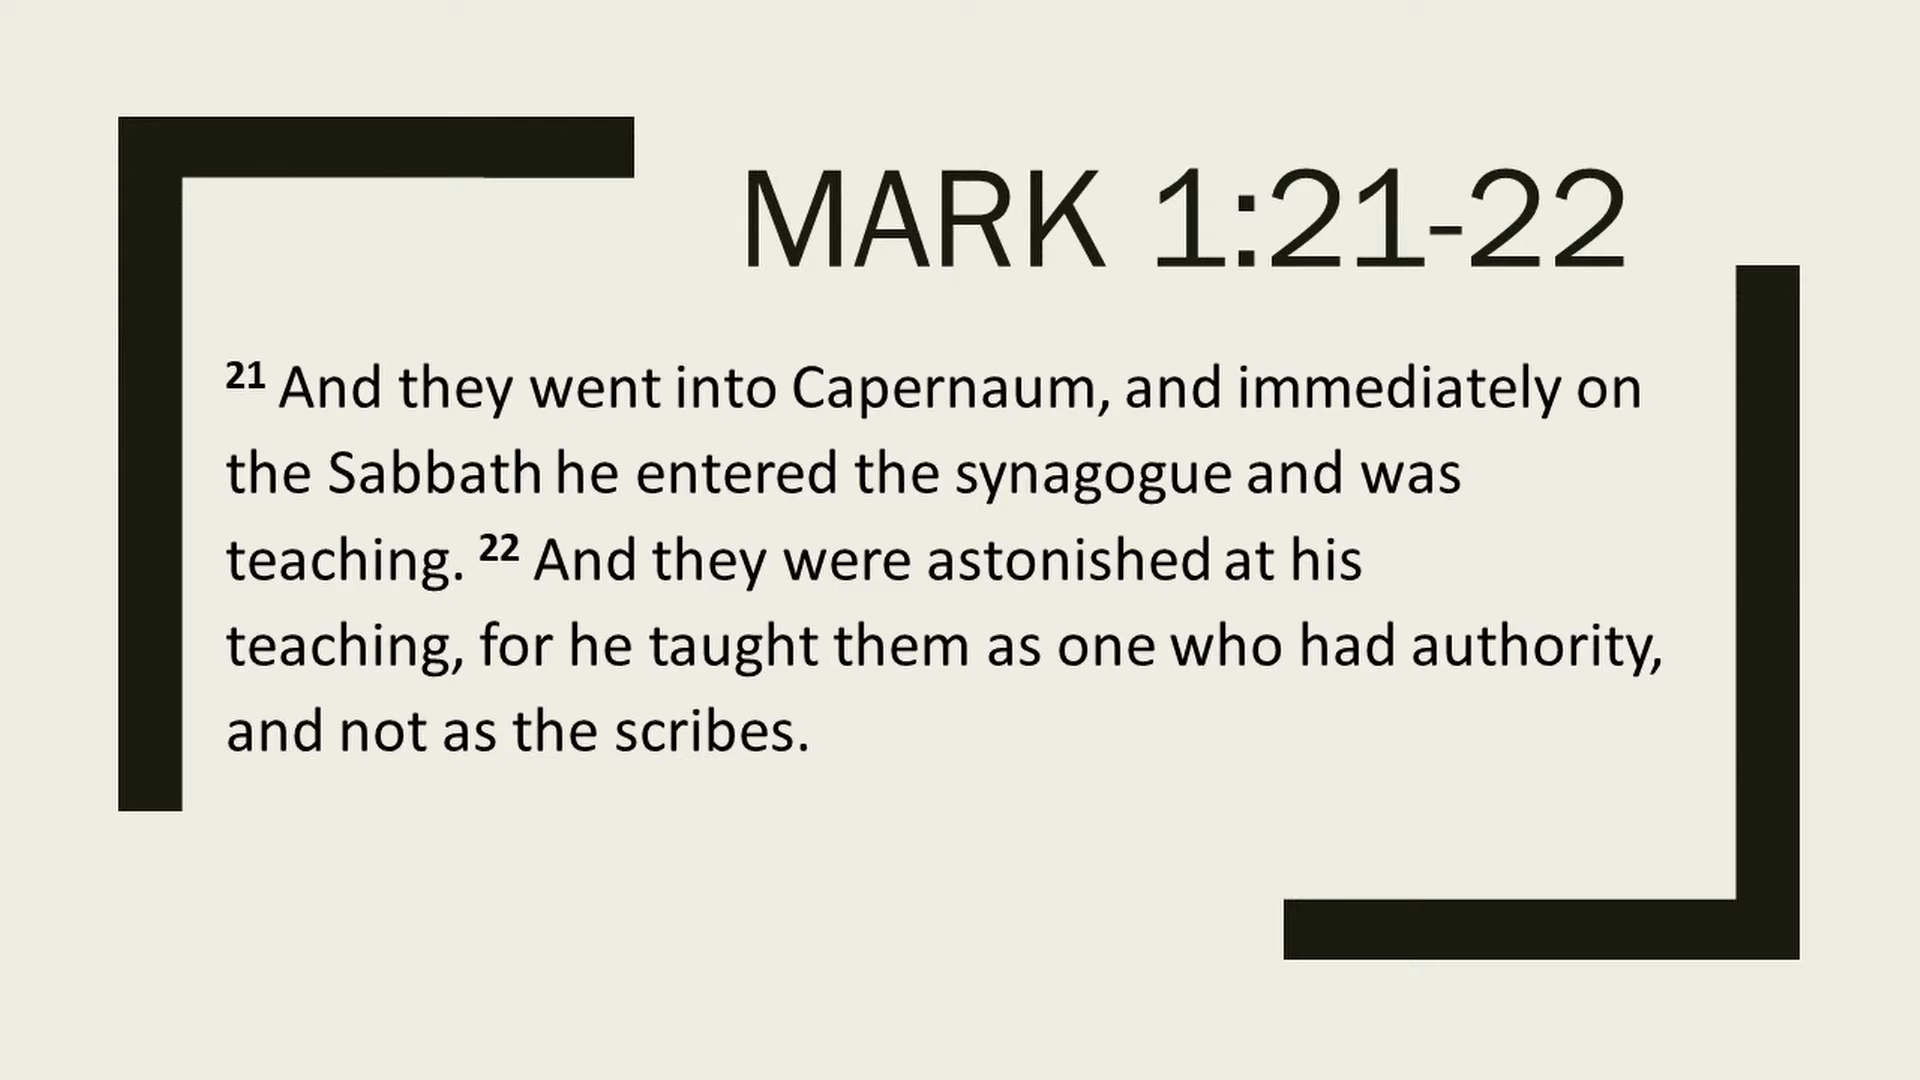 MARK 1:21-22
21 And they went into Capernaum, and immediately on
the Sabbath he entered the synagogue and was
teaching. 22 And they were astonished at his
teaching, for he taught them as one who had authority,
and not as the scribes.